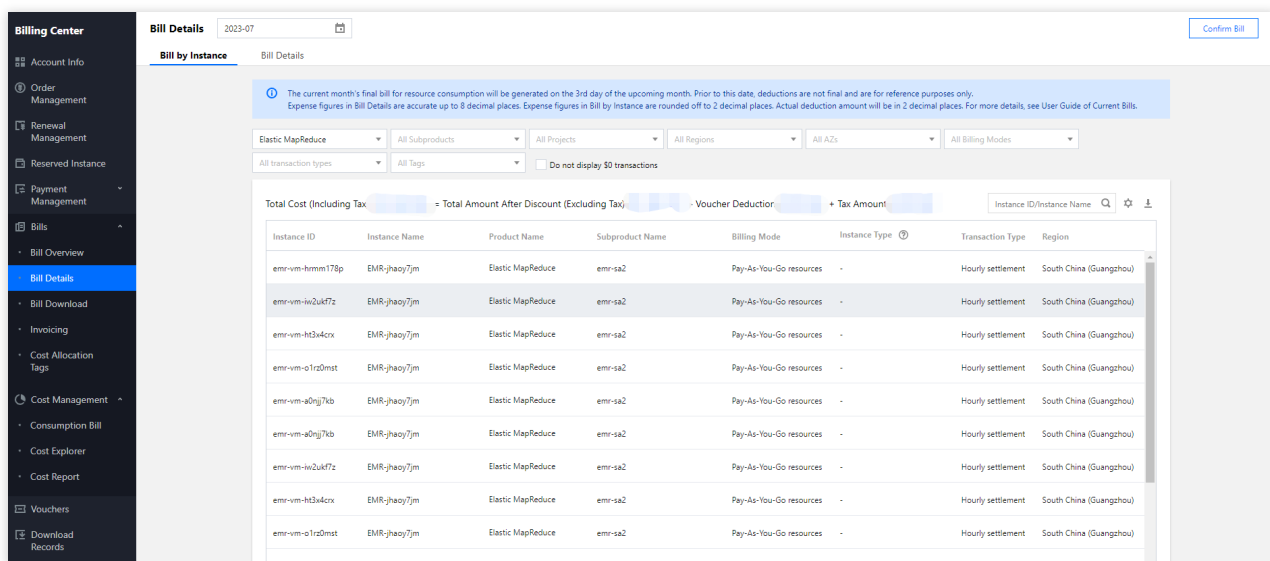 Billing Center
Account Info
Order
Management
Renewal
Management
Reserved Instance
Payment
Management
Bills
Bill Overview
Bill Details
Bill Download
Invoicing
Cost Allocation
Tags
Cost Management
Consumption Bill
Cost Explorer
Cost Report
Vouchers
Download
Records
Bill Details 2023-07 Confirm Bill
Bill by Instance Bill Details
The current month's final bill for resource consumption will be generated on the 3rd day of the upcoming month. Prior to this date, deductions are not final and are for reference purposes only.
Expense figures in Bill Details are accurate up to 8 decimal places. Expense figures in Bill by Instance are rounded off to 2 decimal places. Actual deduction amount will be in 2 decimal places. For more details, see User Guide of Current Bills.
Elastic MapReduce All Subproducts All Projects All Regions All AZs All Billing Modes
All transaction types All Tags Do not display $0 transactions
Total Cost (Including Tax = Total Amount After Discount (Excluding Tax) - Voucher Deduction + Tax Amount Instance ID/Instance Name
Instance ID Instance Name Product Name Subproduct Name Billing Mode Instance Type Transaction Type Region
emr-vm-hrmm178p EMR-jhaoy7jm Elastic MapReduce emr-sa2 Pay-As-You-Go resources - Hourly settlement South China (Guangzhou)
emr-vm-iw2ukf7z EMR-jhaoy7jm Elastic MapReduce emr-sa2 Pay-As-You-Go resources - Hourly settlement South China (Guangzhou)
emr-vm-ht3x4crx EMR-jhaoy7jm Elastic MapReduce emr-sa2 Pay-As-You-Go resources - Hourly settlement South China (Guangzhou)
emr-vm-o1rz0mst EMR-jhaoy7jm Elastic MapReduce emr-sa2 Pay-As-You-Go resources - Hourly settlement South China (Guangzhou)
emr-vm-a0njj7kb EMR-jhaoy7jm Elastic MapReduce emr-sa2 Pay-As-You-Go resources - Hourly settlement South China (Guangzhou)
emr-vm-a0njj7kb EMR-jhaoy7jm Elastic MapReduce emr-sa2 Pay-As-You-Go resources - Hourly settlement South China (Guangzhou)
emr-vm-iw2ukf7z EMR-jhaoy7jm Elastic MapReduce emr-sa2 Pay-As-You-Go resources - Hourly settlement South China (Guangzhou)
emr-vm-ht3x4crx EMR-jhaoy7jm Elastic MapReduce emr-sa2 Pay-As-You-Go resources - Hourly settlement South China (Guangzhou)
emr-vm-o1rz0mst EMR-jhaoy7jm Elastic MapReduce emr-sa2 Pay-As-You-Go resources - Hourly settlement South China (Guangzhou)